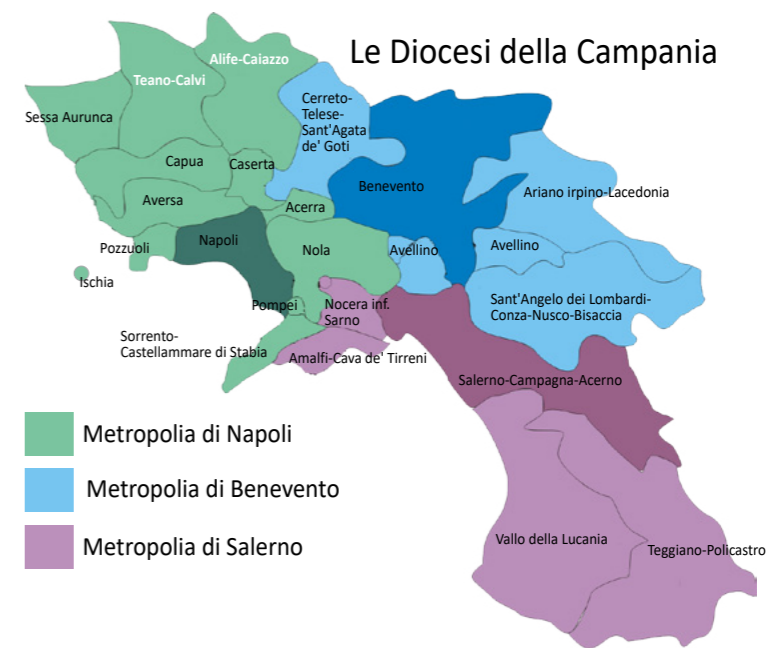 Le Diocesi della Campania
Alife-Caiazzo
Teano-Calvi
Sessa Aurunca
Cerreto-
Telese-
Sant'Agata
de' Goti
Capua
Caserta
Benevento
Ariano irpino-Lacedonia
Aversa
Acerra
Pozzuoli
Napoli
Nola
Avellino
Avellino
Ischia
Pompei
Nocera inf.
Sarno
Sant'Angelo dei Lombardi-
Conza-Nusco-Bisaccia
Sorrento-
Castellammare di Stabia
Amalfi-Cava de' Tirreni
Salerno-Campagna-Acerno
Metropolia di Napoli
Metropolia di Benevento
Metropolia di Salerno
Vallo della Lucania
Teggiano-Policastro